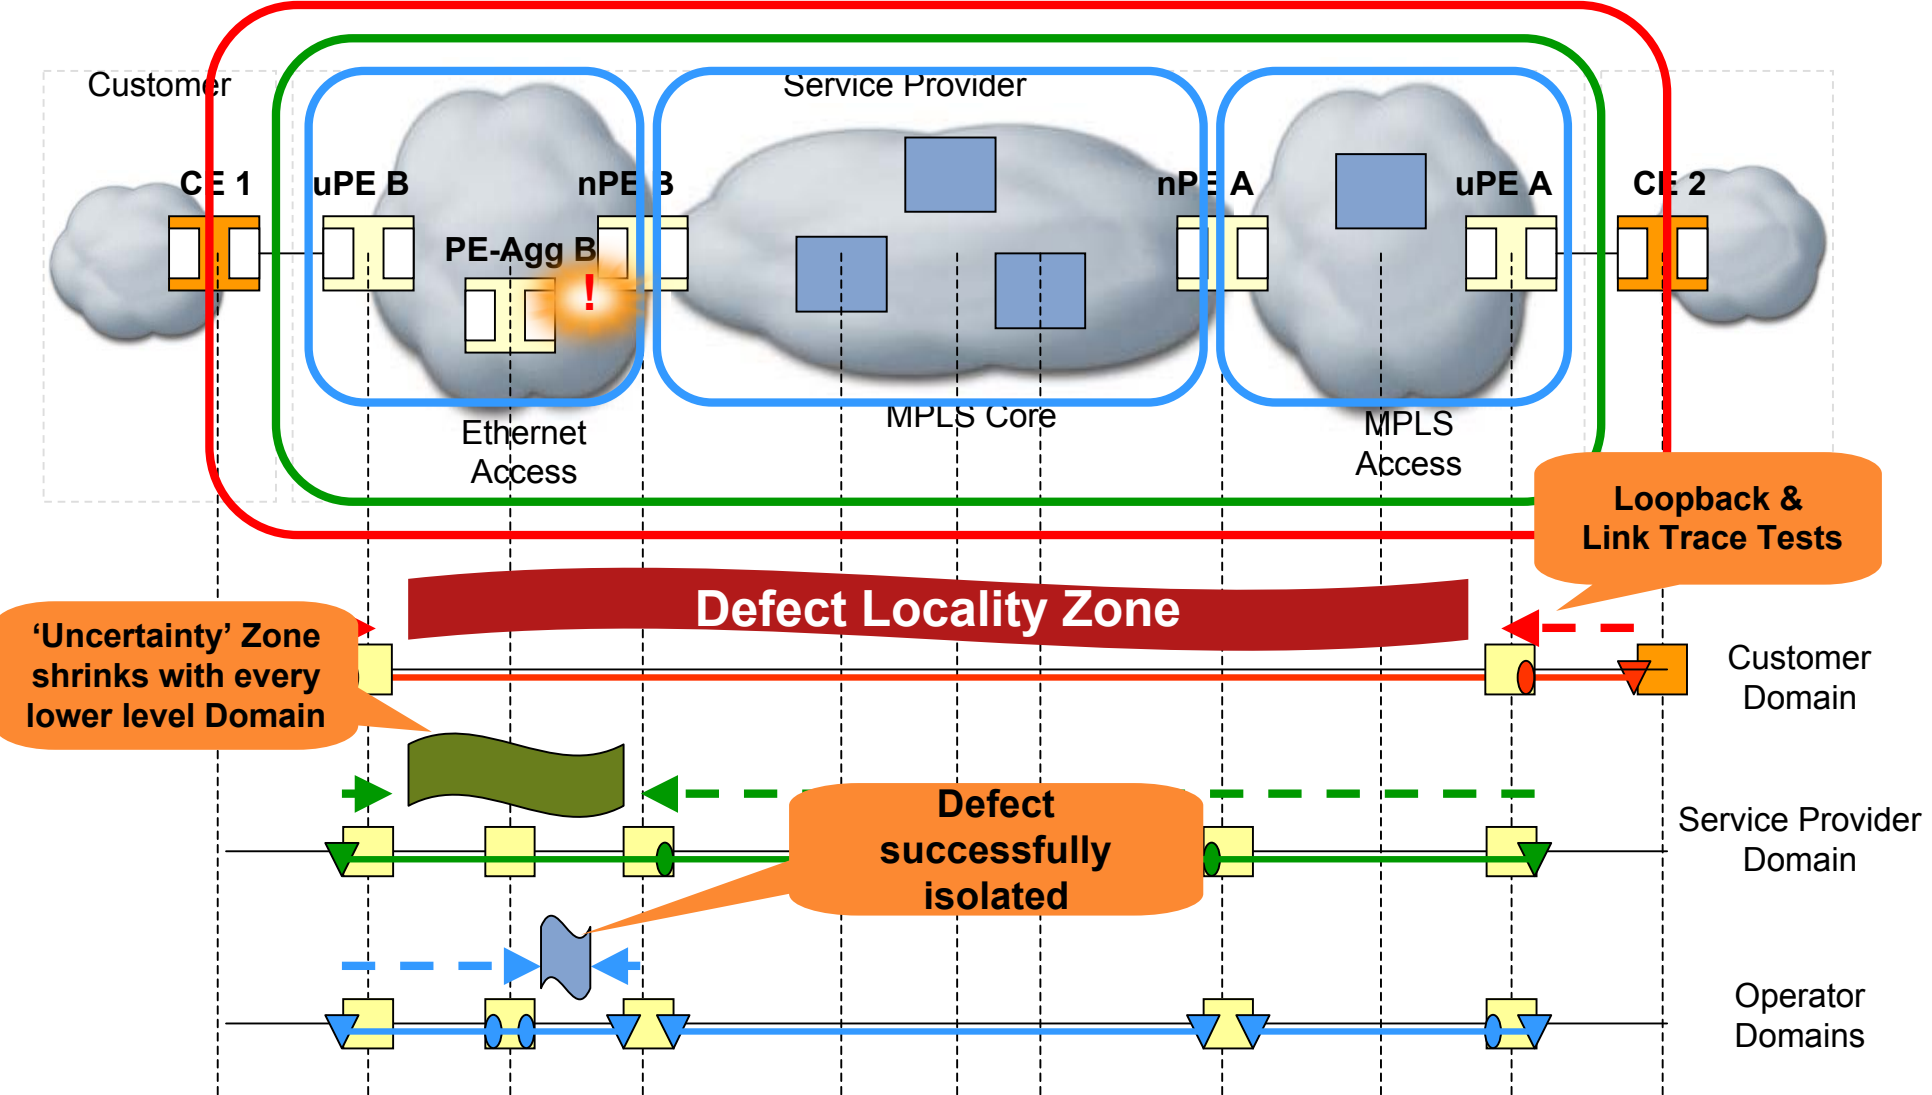 Customer
Service Provider
CE 1
uPE B
nPE B
nPE A
uPE A
CE 2
PE-Agg B
!
Ethernet
Access
MPLS Core
MPLS
Access
Loopback &
Link Trace Tests
Defect Locality Zone
‘Uncertainty’ Zone
shrinks with every
lower level Domain
Customer
Domain
Defect
successfully
isolated
Service Provider
Domain
Operator
Domains